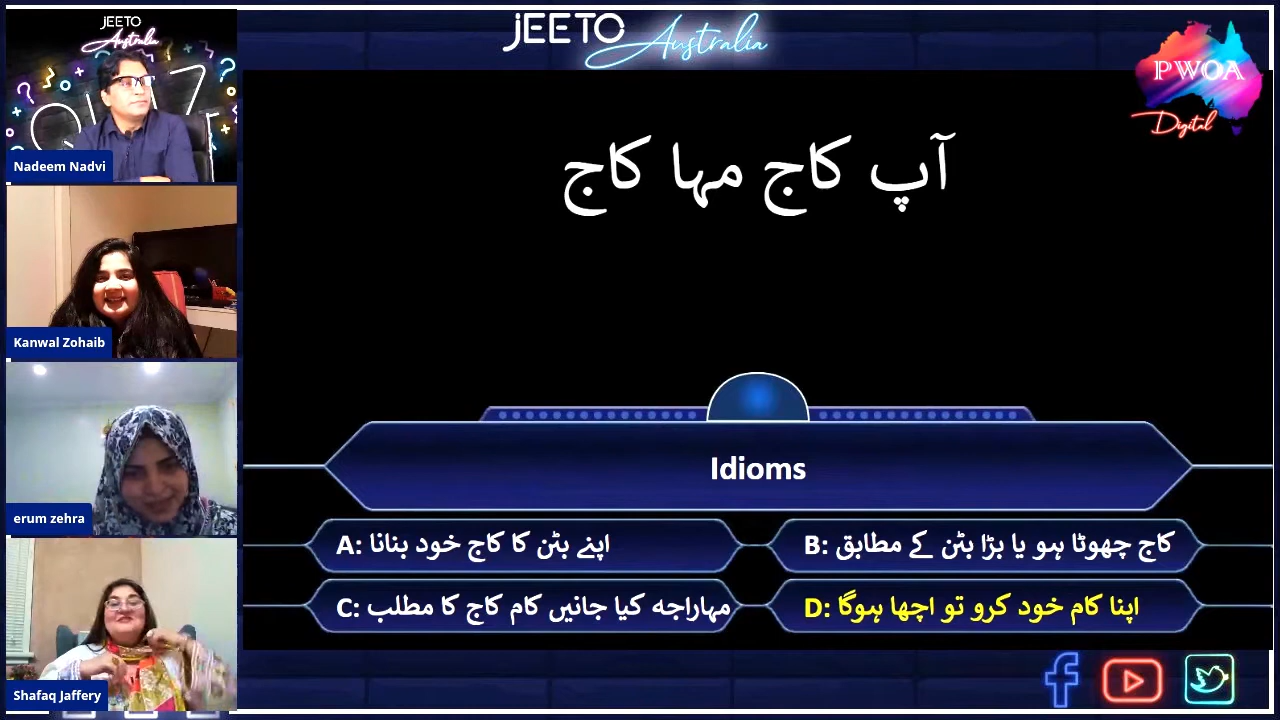 JEETO
Australia
QUIZ
Nadeem Nadvi
Kanwal Zohaib
erum zehra
Shafaq Jaffery
JEETO Australia
PWOA
Digital
آپ کاج مہا کاج
Idioms
A: اپنے بٹن کا کاج خود بنانا
B: کاج چھوٹا ہو یا بڑا بٹن کے مطابق
C: مہاراجہ کیا جانیں کام کاج کا مطلب
D: اپنا کام خود کرو تو اچھا ہوگا